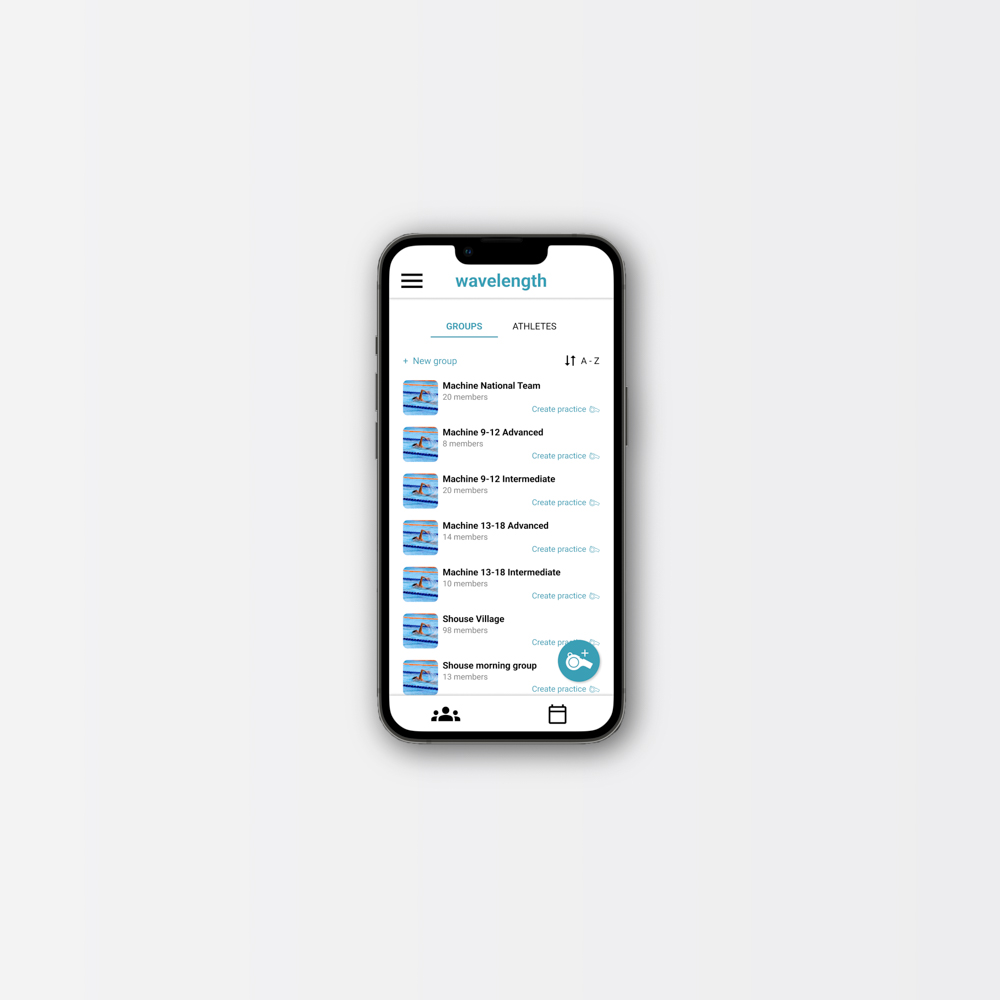 wavelength
GROUPS ATHLETES
+ New group A - Z
Machine National Team
20 members
Create practice
Machine 9-12 Advanced
8 members
Create practice
Machine 9-12 Intermediate
20 members
Create practice
Machine 13-18 Advanced
14 members
Create practice
Machine 13-18 Intermediate
10 members
Create practice
Shouse Village
98 members
Create
Shouse morning group
13 members
Create practice